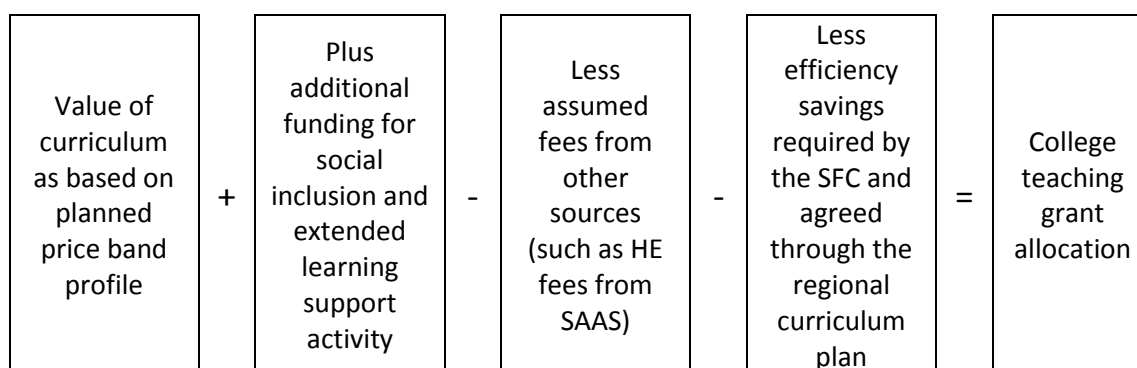 Value of
curriculum
as based on
planned
price band
profile
+
Plus
additional
funding for
social
inclusion and
extended
learning
support
activity
-
Less
assumed
fees from
other
sources
(such as HE
fees from
SAAS)
-
Less
efficiency
savings
required by
the SFC and
agreed
through the
regional
curriculum
plan
=
College
teaching
grant
allocation